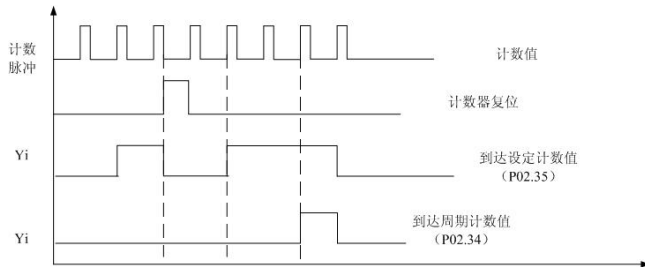 计数
脉冲
计数值
计数器复位
Yi
到达设定计数值
（P02.35）
到达周期计数值
（P02.34）
Yi